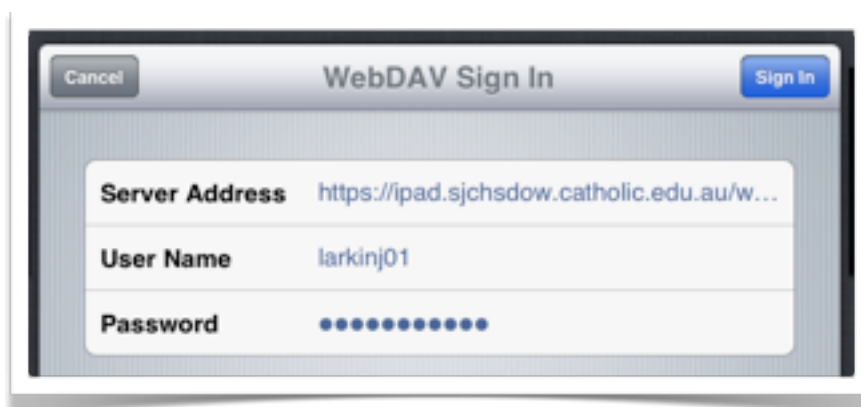 Cancel WebDAV Sign In Sign In
Server Address https://ipad.sjchsdow.catholic.edu.au/w...
User Name larkinj01
Password •••••••••••